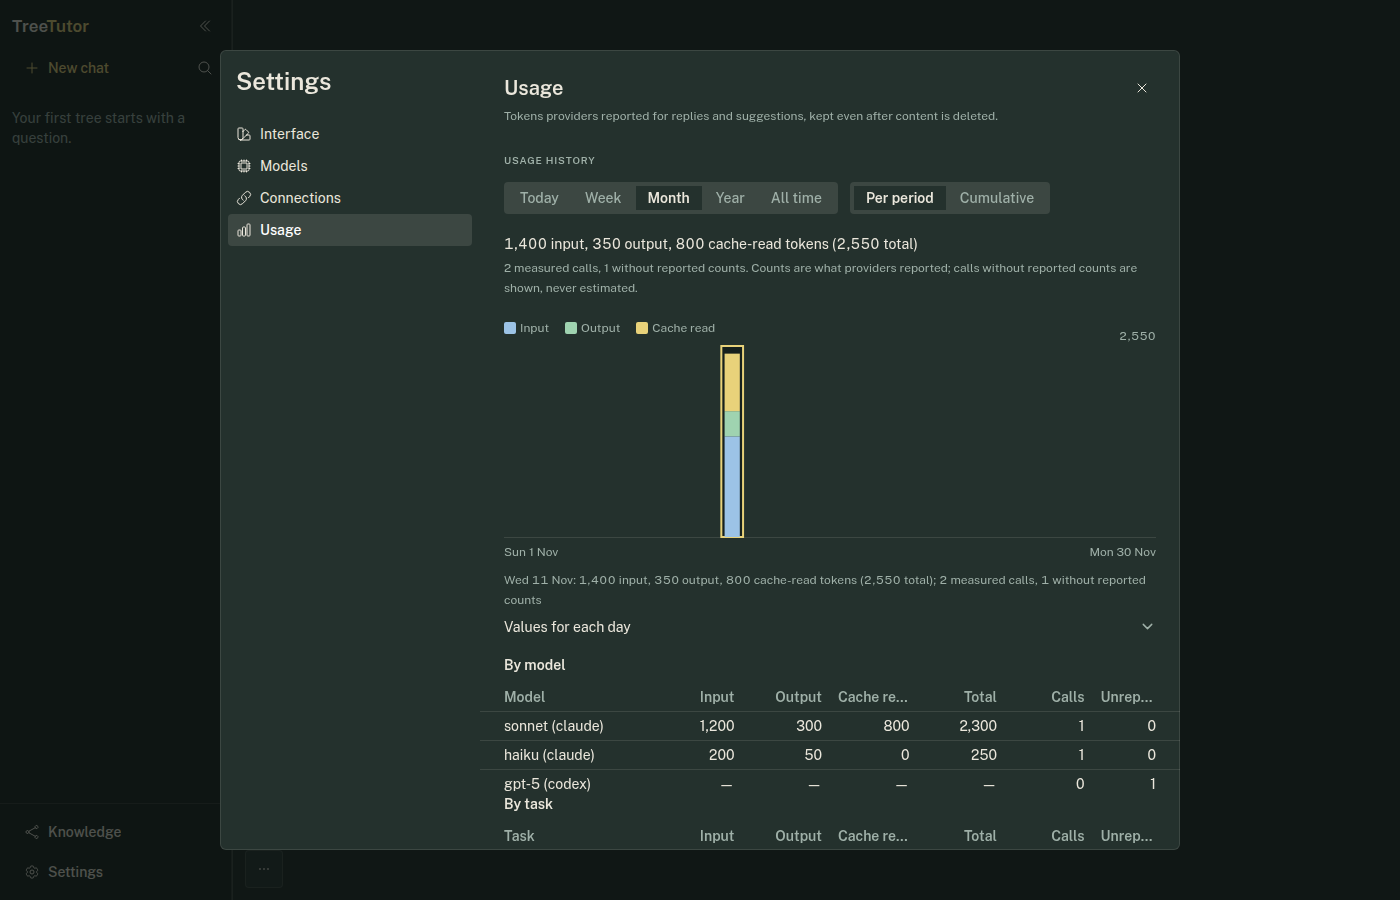 TreeTutor
New chat
Your first tree starts with a
question.
Knowledge
Settings
Settings
Interface
Models
Connections
Usage
Usage
Tokens providers reported for replies and suggestions, kept even after content is deleted.
USAGE HISTORY
Today Week Month Year All time Per period Cumulative
1,400 input, 350 output, 800 cache-read tokens (2,550 total)
2 measured calls, 1 without reported counts. Counts are what providers reported; calls without reported counts are
shown, never estimated.
Input Output Cache read
2,550
Sun 1 Nov Mon 30 Nov
Wed 11 Nov: 1,400 input, 350 output, 800 cache-read tokens (2,550 total); 2 measured calls, 1 without reported
counts
Values for each day
By model
Model Input Output Cache re... Total Calls Unrep...
sonnet (claude) 1,200 300 800 2,300 1 0
haiku (claude) 200 50 0 250 1 0
gpt-5 (codex) — — — — 0 1
By task
Task Input Output Cache re... Total Calls Unrep...